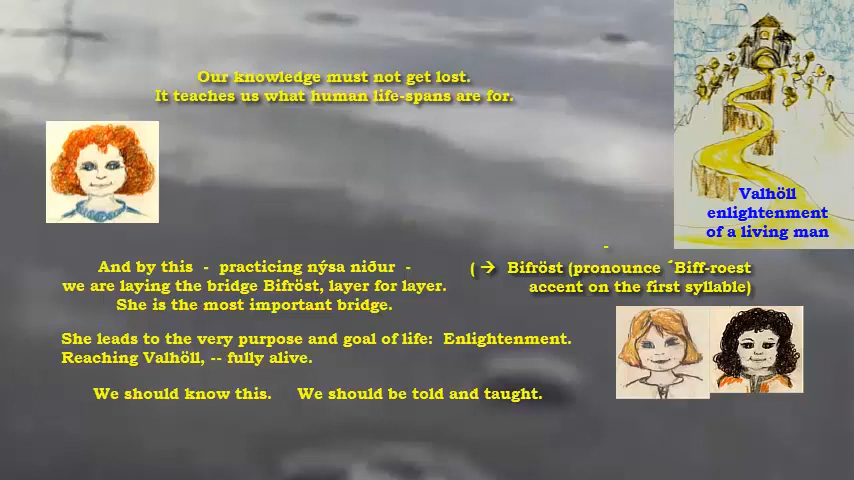 Our knowledge must not get lost.
It teaches us what human life-spans are for.
Valhöll
enlightenment
of a living man
-
And by this - practicing nýsa niður -
we are laying the bridge Bifröst, layer for layer.
She is the most important bridge.
( → Bifröst (pronounce ´Biff-roest
accent on the first syllable)
She leads to the very purpose and goal of life: Enlightenment.
Reaching Valhöll, -- fully alive.
We should know this. We should be told and taught.